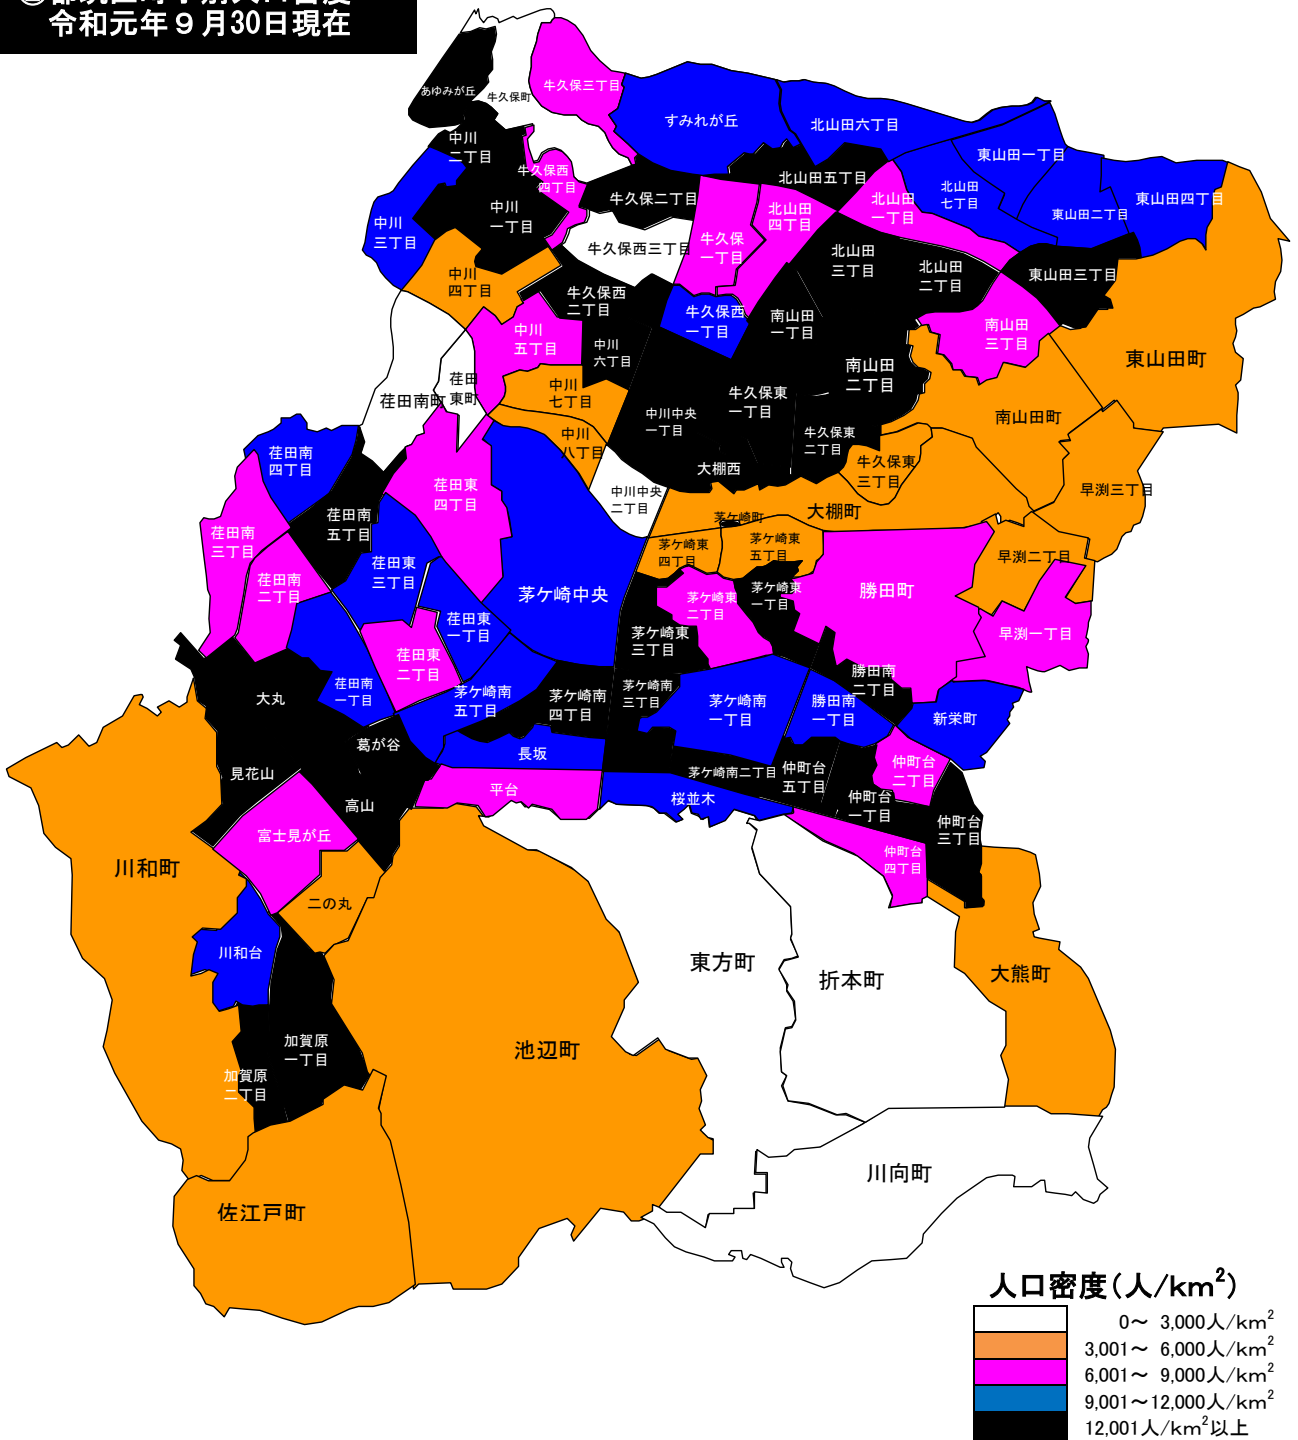 都筑区町丁別人口密度
令和元年９月30日現在
あゆみが丘
牛久保町
牛久保三丁目
すみれが丘
北山田六丁目
東山田一丁目
中川
二丁目
牛久保西
四丁目
牛久保二丁目
北山田五丁目
北山田
一丁目
北山田
七丁目
東山田二丁目
東山田四丁目
中川
三丁目
中川
一丁目
牛久保西三丁目
牛久保
一丁目
北山田
四丁目
北山田
三丁目
北山田
二丁目
東山田三丁目
中川
四丁目
牛久保西
二丁目
牛久保西
一丁目
南山田
一丁目
南山田
三丁目
東山田町
中川
五丁目
中川
六丁目
南山田
二丁目
荏田南町
荏田
東町
中川
七丁目
中川中央
一丁目
牛久保東
一丁目
南山田町
中川
八丁目
牛久保東
二丁目
荏田南
四丁目
大棚西
牛久保東
三丁目
早渕三丁目
荏田東
四丁目
中川中央
二丁目
茅ケ崎町
大棚町
荏田南
五丁目
荏田南
三丁目
茅ケ崎東
四丁目
茅ケ崎東
五丁目
早渕二丁目
荏田南
二丁目
荏田東
三丁目
茅ケ崎中央
茅ケ崎東
二丁目
茅ケ崎東
一丁目
勝田町
荏田東
一丁目
茅ケ崎東
三丁目
早渕一丁目
荏田東
二丁目
大丸
荏田南
一丁目
茅ケ崎南
五丁目
茅ケ崎南
四丁目
茅ケ崎南
三丁目
茅ケ崎南
一丁目
勝田南
二丁目
勝田南
一丁目
新栄町
葛が谷
長坂
見花山
平台
茅ケ崎南二丁目
仲町台
五丁目
仲町台
二丁目
高山
桜並木
仲町台
一丁目
仲町台
三丁目
富士見が丘
川和町
仲町台
四丁目
二の丸
川和台
東方町
折本町
大熊町
加賀原
一丁目
池辺町
加賀原
二丁目
川向町
佐江戸町
人口密度（人/km²）
0～ 3,000人/km²
3,001～ 6,000人/km²
6,001～ 9,000人/km²
9,001～12,000人/km²
12,001人/km²以上